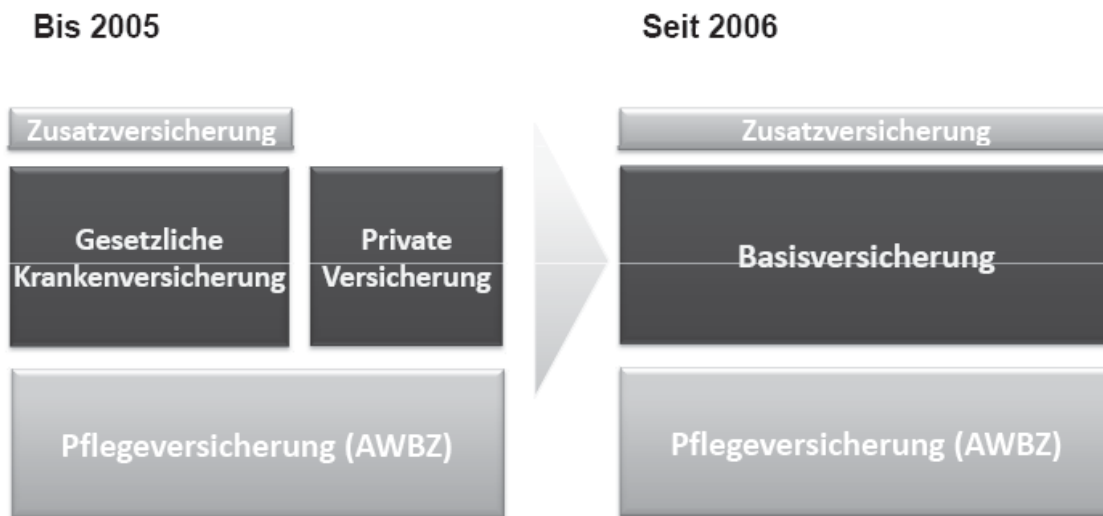 Bis 2005
Seit 2006
Zusatzversicherung
Gesetzliche
Krankenversicherung
Private
Versicherung
Pflegeversicherung (AWBZ)
Zusatzversicherung
Basisversicherung
Pflegeversicherung (AWBZ)